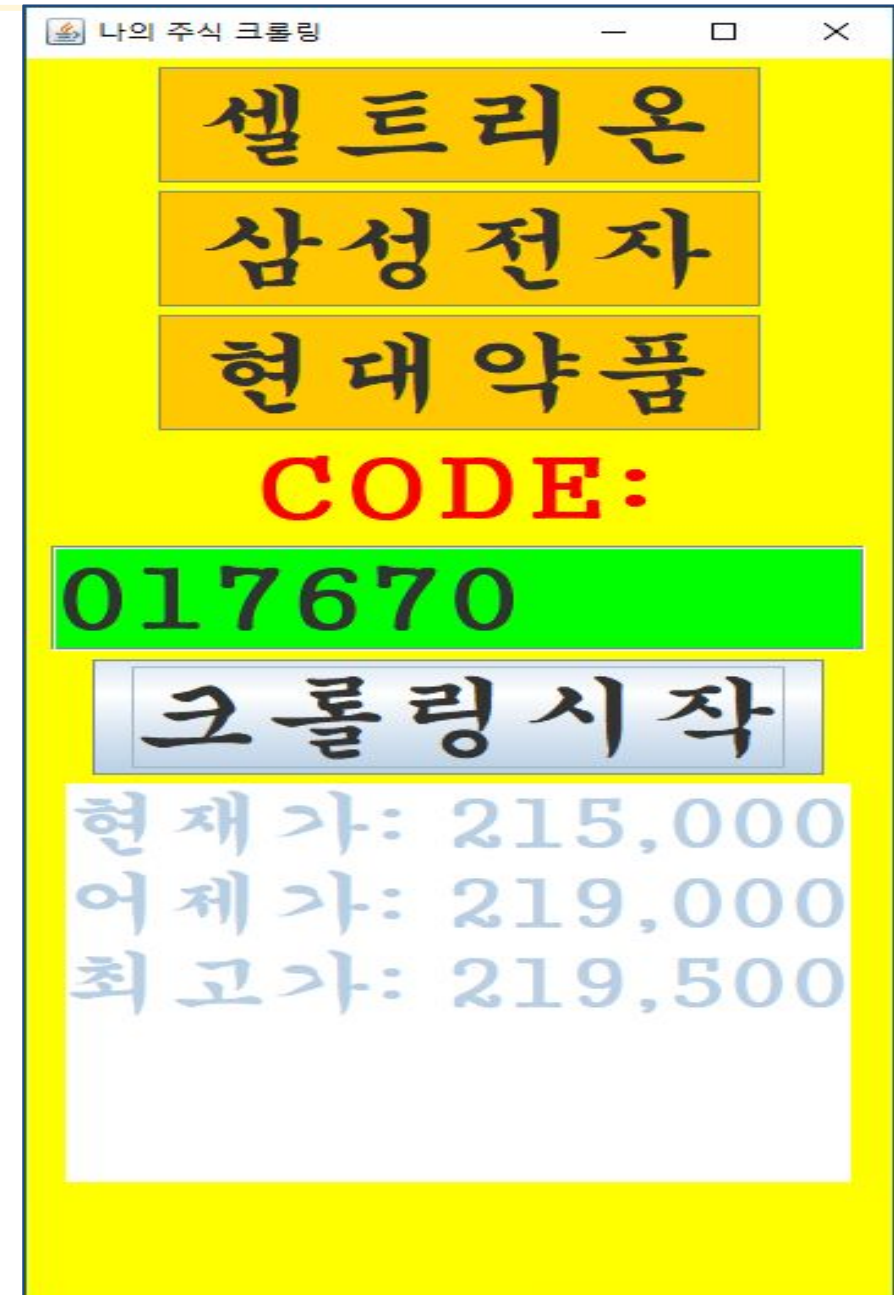 나의 주식 크롤링
셀트리온
삼성전자
현대약품
CODE:
017670
크롤링시작
현재가: 215,000
어제가: 219,000
최고가: 219,500